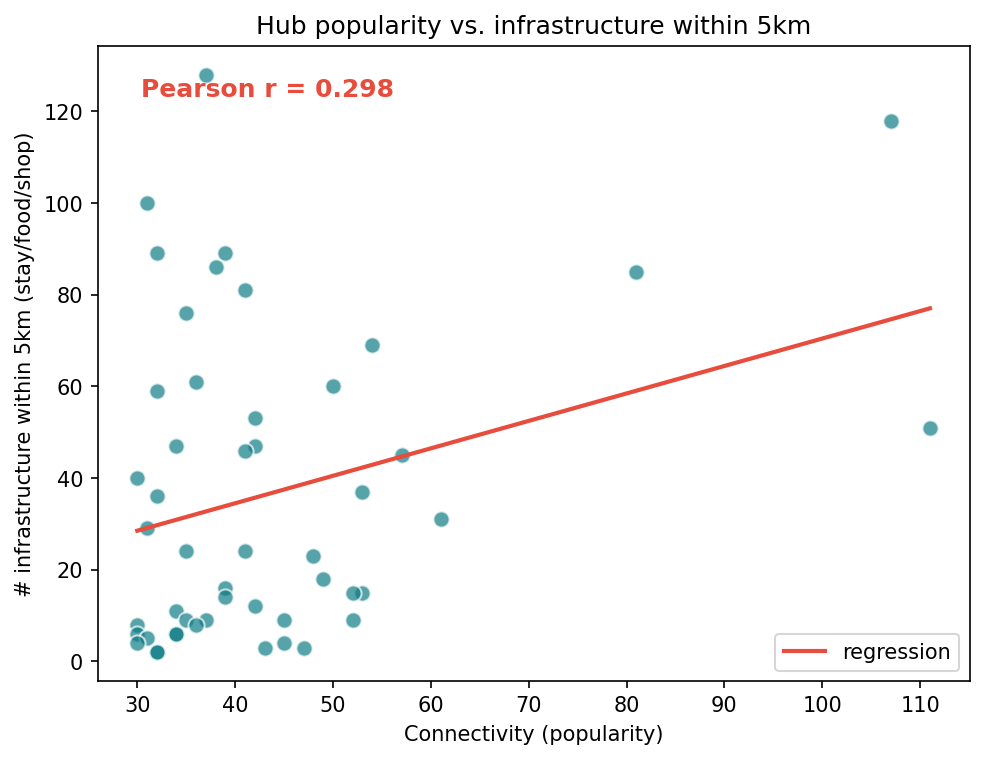 Hub popularity vs. infrastructure within 5km
Pearson r = 0.298
# infrastructure within 5km (stay/food/shop)
120
100
80
60
40
20
0
30 40 50 60 70 80 90 100 110
Connectivity (popularity)
regression